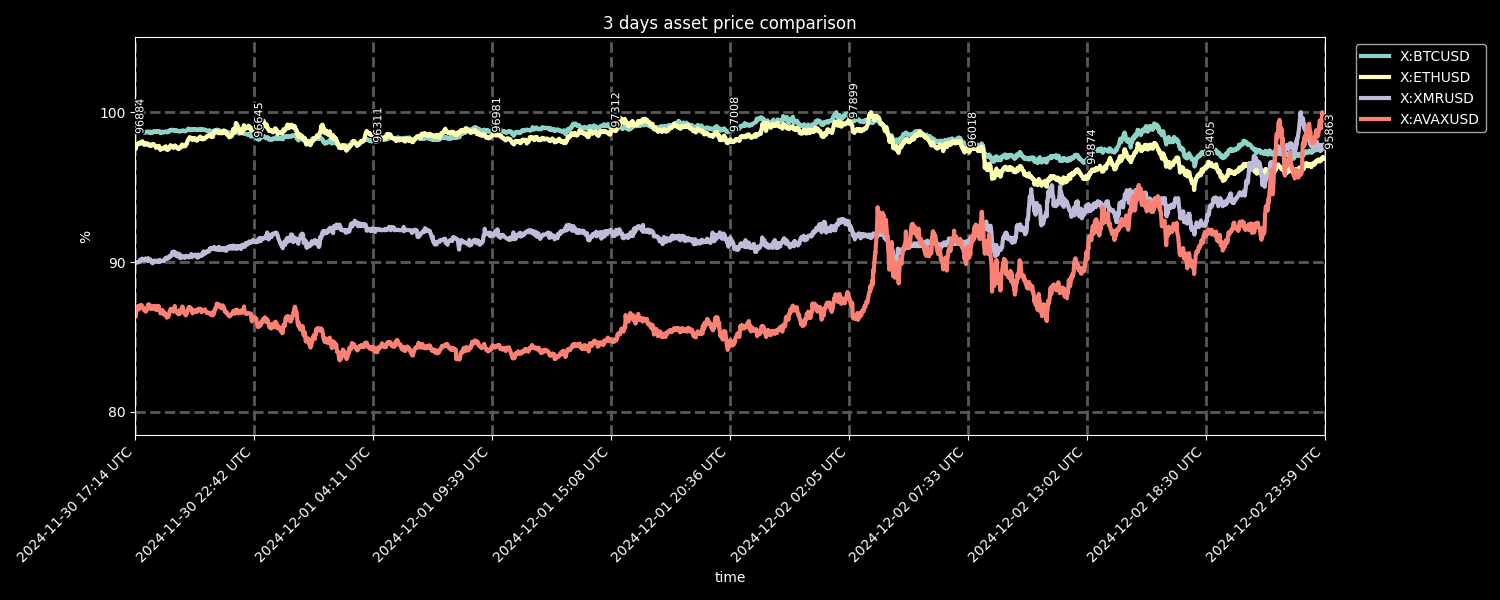 3 days asset price comparison
X:BTCUSD
X:ETHUSD
X:XMRUSD
X:AVAXUSD
100
90
80
%
96884
96645
96311
96981
97312
97008
97899
96018
94874
95405
95863
2024-11-30 17:14 UTC
2024-11-30 22:42 UTC
2024-12-01 04:11 UTC
2024-12-01 09:39 UTC
2024-12-01 15:08 UTC
2024-12-01 20:36 UTC
2024-12-02 02:05 UTC
2024-12-02 07:33 UTC
2024-12-02 13:02 UTC
2024-12-02 18:30 UTC
2024-12-02 23:59 UTC
time